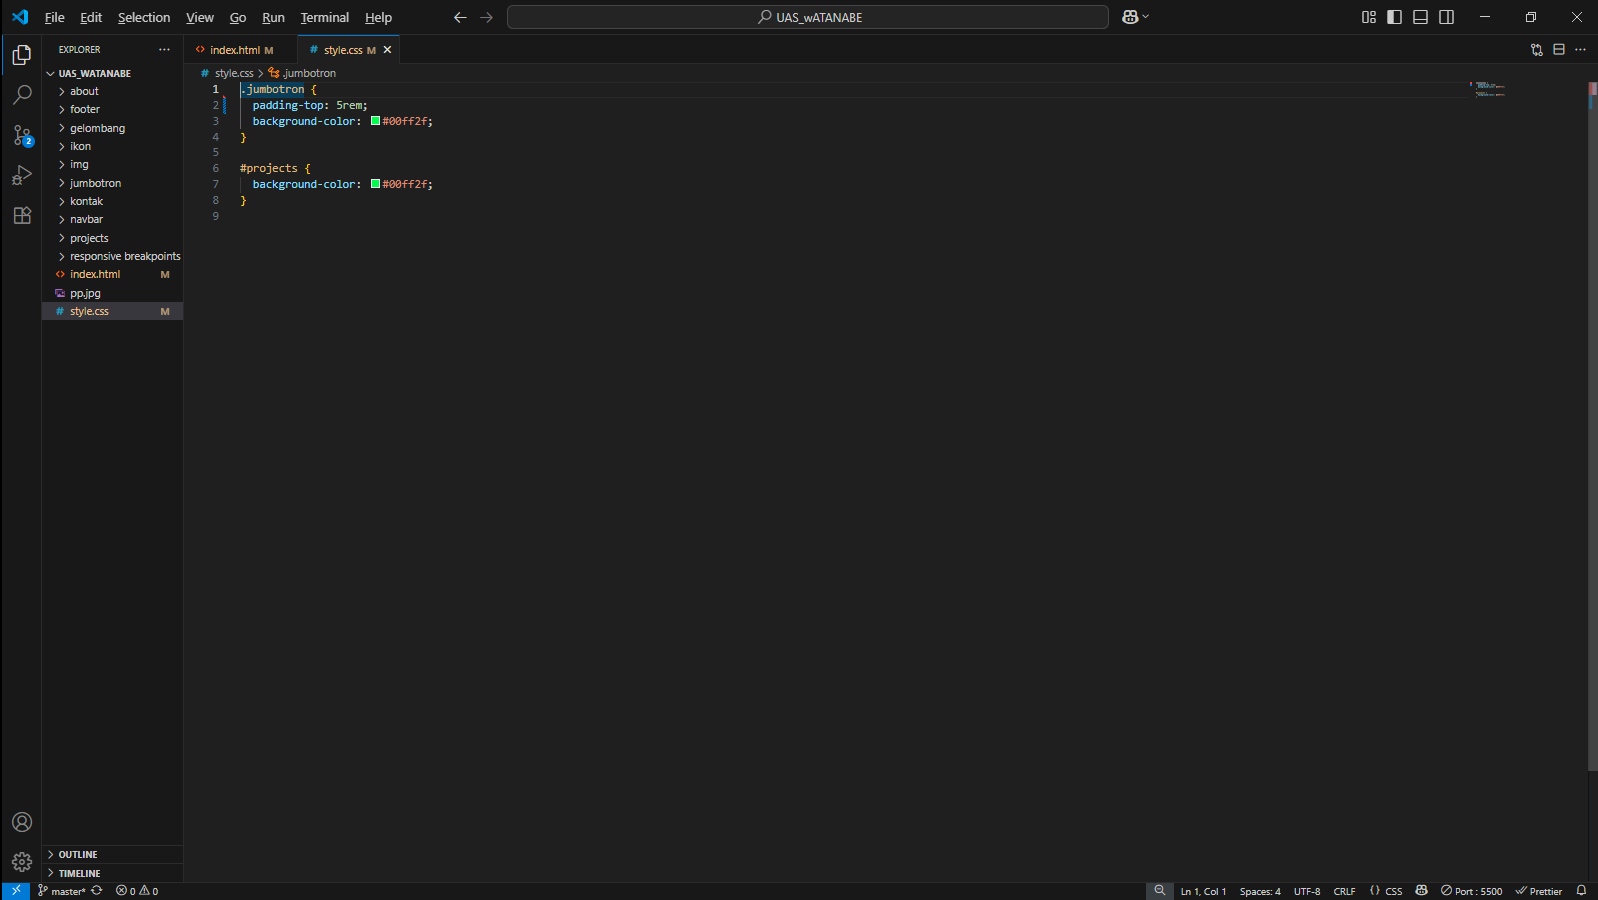 File Edit Selection View Go Run Terminal Help
UAS_wATANABE
EXPLORER
index.html M
# style.css M
UAS_WATANABE
# style.css > .jumbotron
about
footer
gelombang
ikon
img
jumbotron
kontak
navbar
projects
responsive breakpoints
index.html M
pp.jpg
# style.css M
1 .jumbotron {
2 padding-top: 5rem;
3 background-color: #00ff2f;
4 }
5
6 #projects {
7 background-color: #00ff2f;
8 }
9
2
OUTLINE
TIMELINE
master* 0 0 Ln 1, Col 1 Spaces: 4 UTF-8 CRLF {} CSS Port : 5500 Prettier